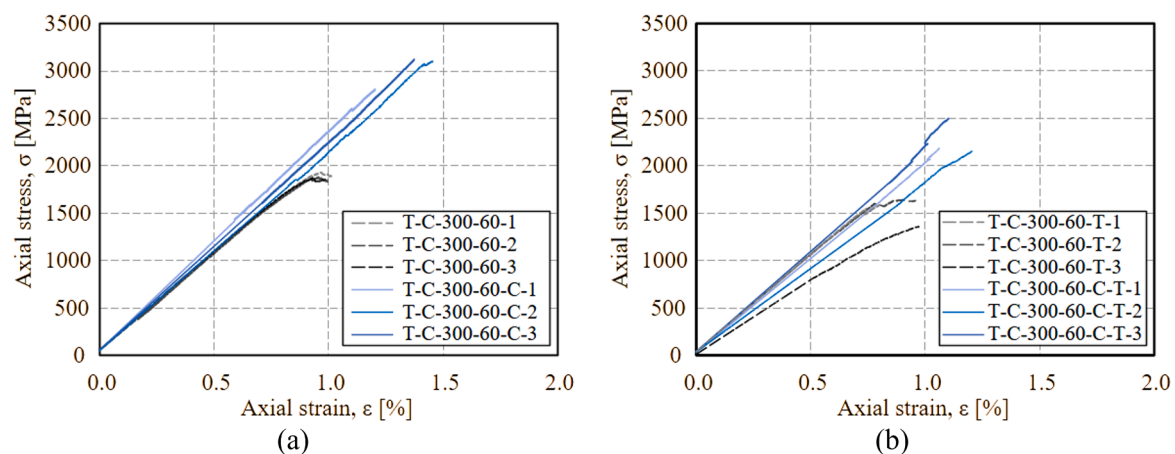 Axial stress, σ [MPa]
3500
3000
2500
2000
1500
1000
500
0
T-C-300-60-1
T-C-300-60-2
T-C-300-60-3
T-C-300-60-C-1
T-C-300-60-C-2
T-C-300-60-C-3
0.0 0.5 1.0 1.5 2.0
Axial strain, ε [%]
(a)
Axial stress, σ [MPa]
3500
3000
2500
2000
1500
1000
500
0
T-C-300-60-T-1
T-C-300-60-T-2
T-C-300-60-T-3
T-C-300-60-C-T-1
T-C-300-60-C-T-2
T-C-300-60-C-T-3
0.0 0.5 1.0 1.5 2.0
Axial strain, ε [%]
(b)